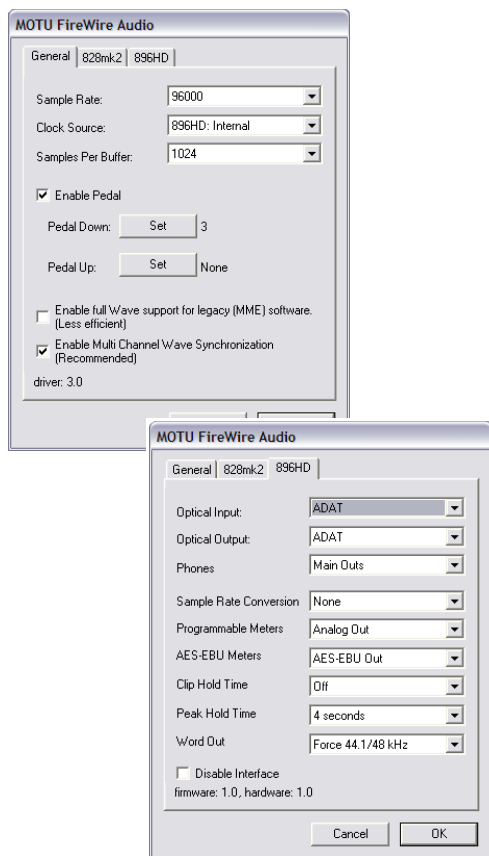 MOTU FireWire Audio
General 828mk2 896HD
Sample Rate: 96000
Clock Source: 896HD: Internal
Samples Per Buffer: 1024
Enable Pedal
Pedal Down: Set 3
Pedal Up: Set None
Enable full Wave support for legacy (MME) software.
(Less efficient)
Enable Multi Channel Wave Synchronization
(Recommended)
driver: 3.0
MOTU FireWire Audio
General 828mk2 896HD
Optical Input: ADAT
Optical Output: ADAT
Phones Main Outs
Sample Rate Conversion None
Programmable Meters Analog Out
AES-EBU Meters AES-EBU Out
Clip Hold Time Off
Peak Hold Time 4 seconds
Word Out Force 44.1/48 kHz
Disable Interface
firmware: 1.0, hardware: 1.0
Cancel OK